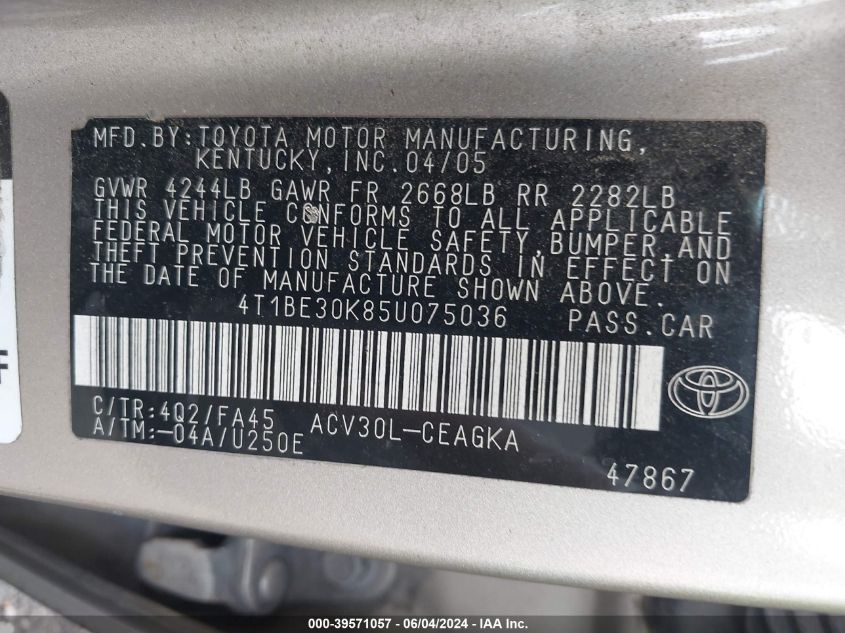 MFD. BY: TOYOTA MOTOR MANUFACTURING,
KENTUCKY, INC. 04/05
GVWR 4244LB GAWR FR 2668LB RR 2282LB
THIS VEHICLE CONFORMS TO ALL APPLICABLE
FEDERAL MOTOR VEHICLE SAFETY, BUMPER, AND
THEFT PREVENTION STANDARDS IN EFFECT ON
THE DATE OF MANUFACTURE SHOWN ABOVE.
4T1BE30K85U075036 PASS. CAR
C/TR: 4Q2/FA45 ACV30L-CEAGKA
A/TM: -04A/U250E
47867
F
000-39571057 - 06/04/2024 - IAA Inc.